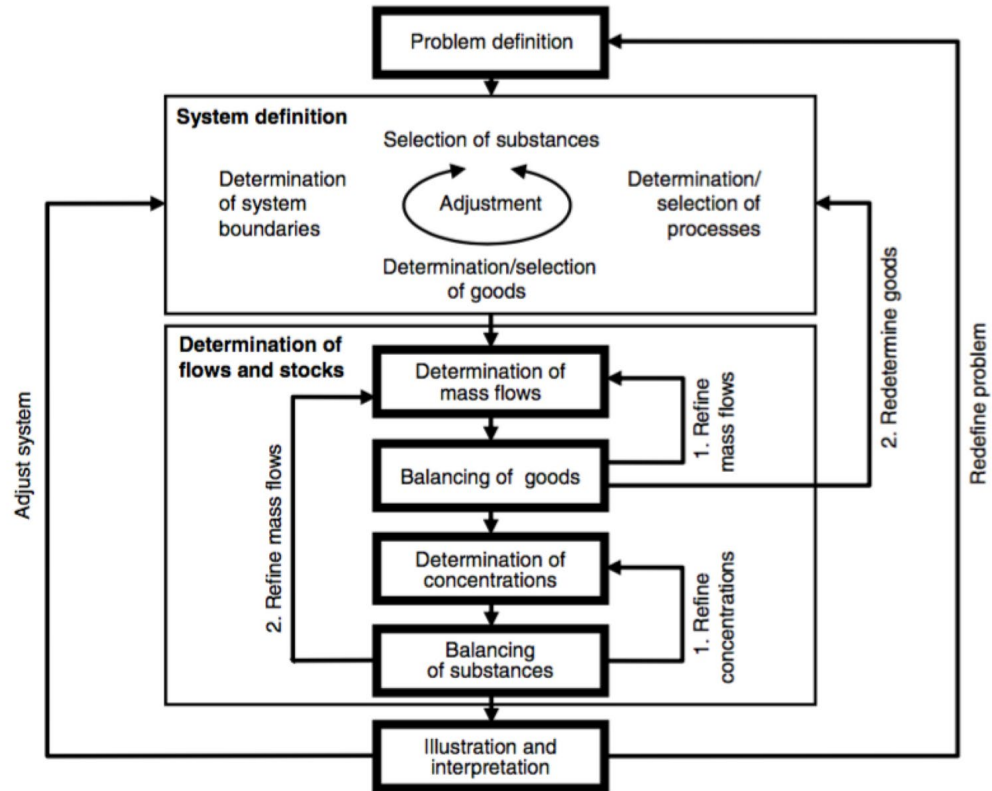 Problem definition
System definition
Selection of substances
Determination
of system
boundaries
Adjustment
Determination/
selection of
processes
Determination/selection
of goods
Determination of
flows and stocks
Determination of
mass flows
1. Refine
mass flows
Balancing of goods
Determination of
concentrations
1. Refine
concentrations
Balancing
of substances
2. Refine mass flows
2. Redetermine goods
Adjust system
Redefine problem
Illustration and
interpretation